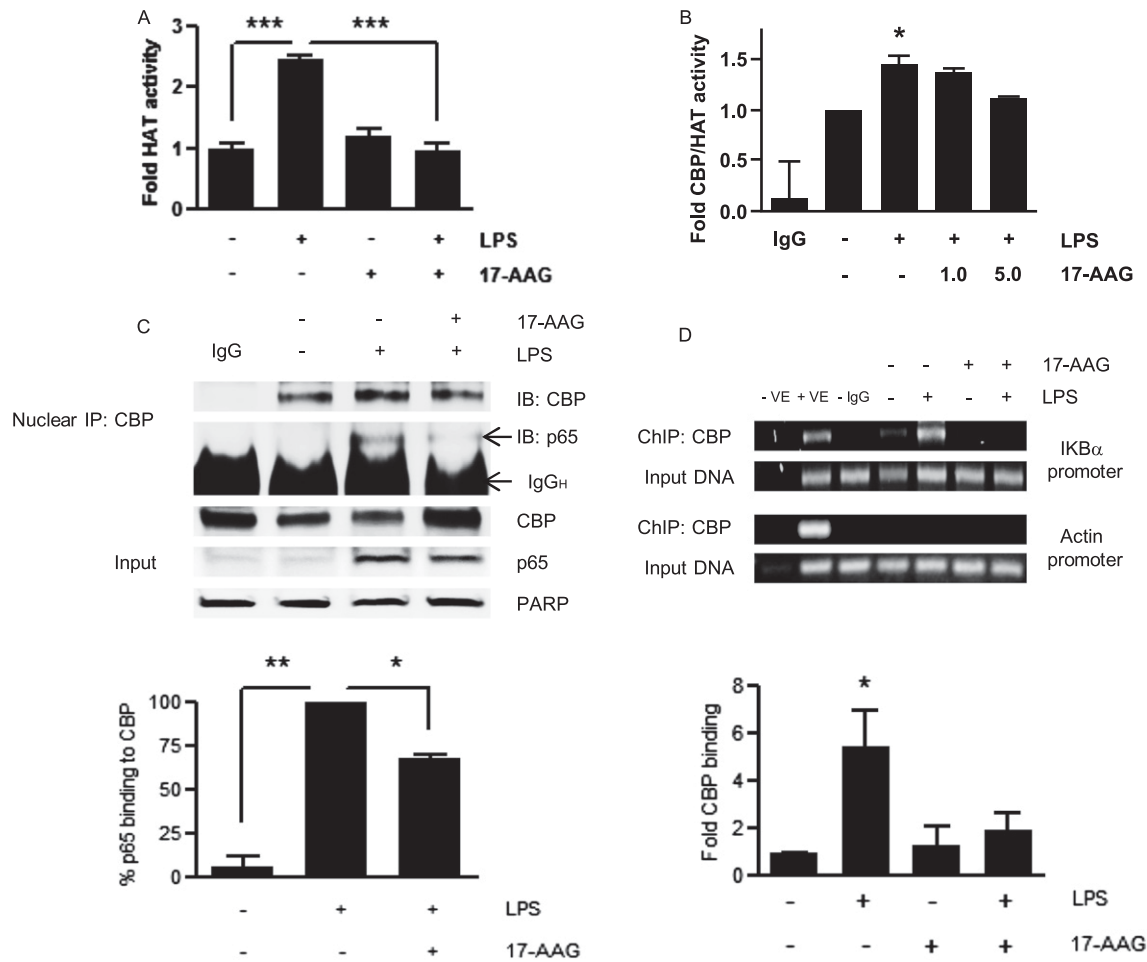 A
*** ***
Fold HAT activity
3
2
1
0
- + - + LPS
- - + + 17-AAG
B
*
Fold CBP/HAT activity
1.5
1.0
0.5
0.0
IgG - + + + LPS
- - 1.0 5.0 17-AAG
C
- - + 17-AAG
IgG - + + LPS
Nuclear IP: CBP
IB: CBP
IB: p65
IgGH
Input
CBP
p65
PARP
** *
% p65 binding to CBP
100
75
50
25
0
- + + LPS
- - + 17-AAG
D
- - + + 17-AAG
- VE + VE - IgG - + - + LPS
ChIP: CBP
Input DNA
IKBα
promoter
ChIP: CBP
Input DNA
Actin
promoter
*
Fold CBP binding
8
6
4
2
0
- + - + LPS
- - + + 17-AAG